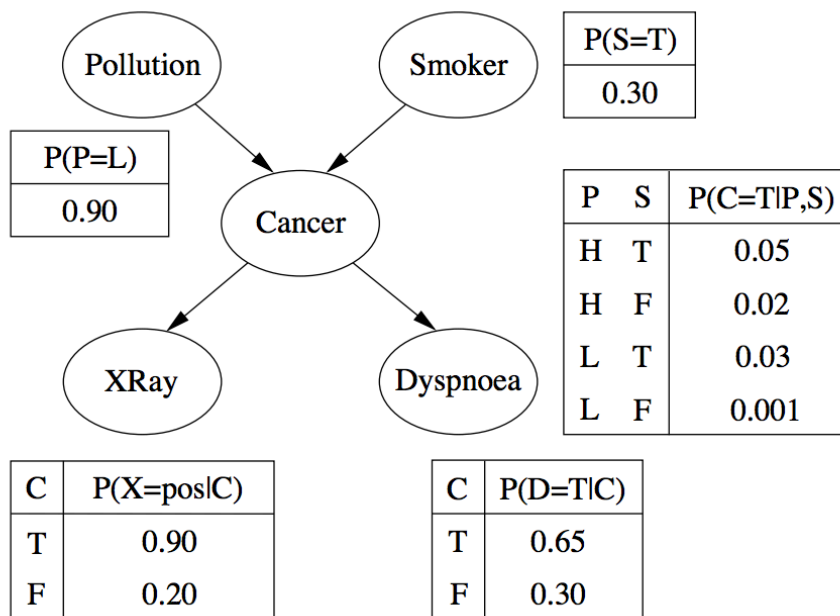 Pollution
Smoker
P(S=T)
0.30
P(P=L)
0.90
Cancer
P S P(C=T|P,S)
H T 0.05
H F 0.02
L T 0.03
L F 0.001
XRay
Dyspnoea
C P(X=pos|C)
T 0.90
F 0.20
C P(D=T|C)
T 0.65
F 0.30